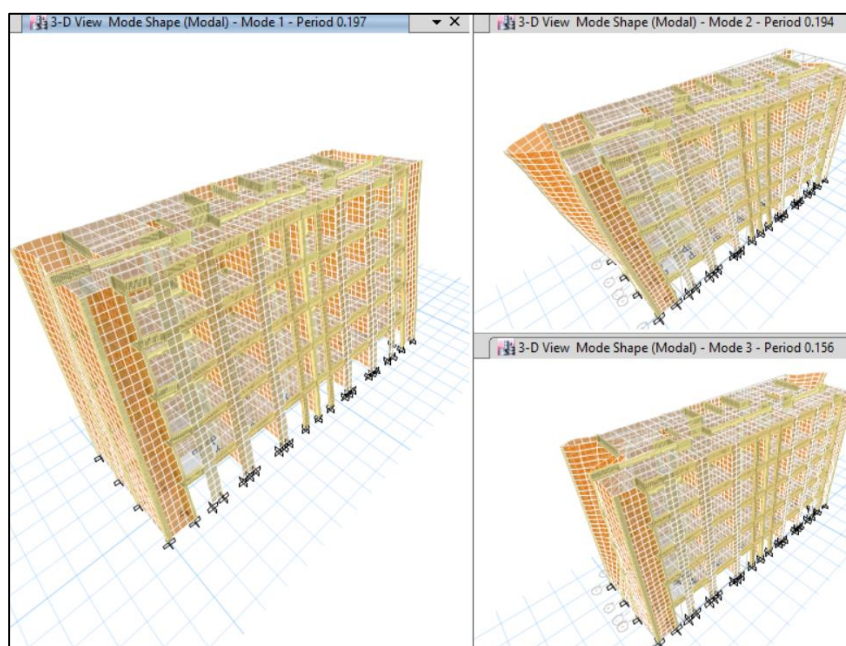 3-D View Mode Shape (Modal) - Mode 1 - Period 0.197
3-D View Mode Shape (Modal) - Mode 2 - Period 0.194
3-D View Mode Shape (Modal) - Mode 3 - Period 0.156